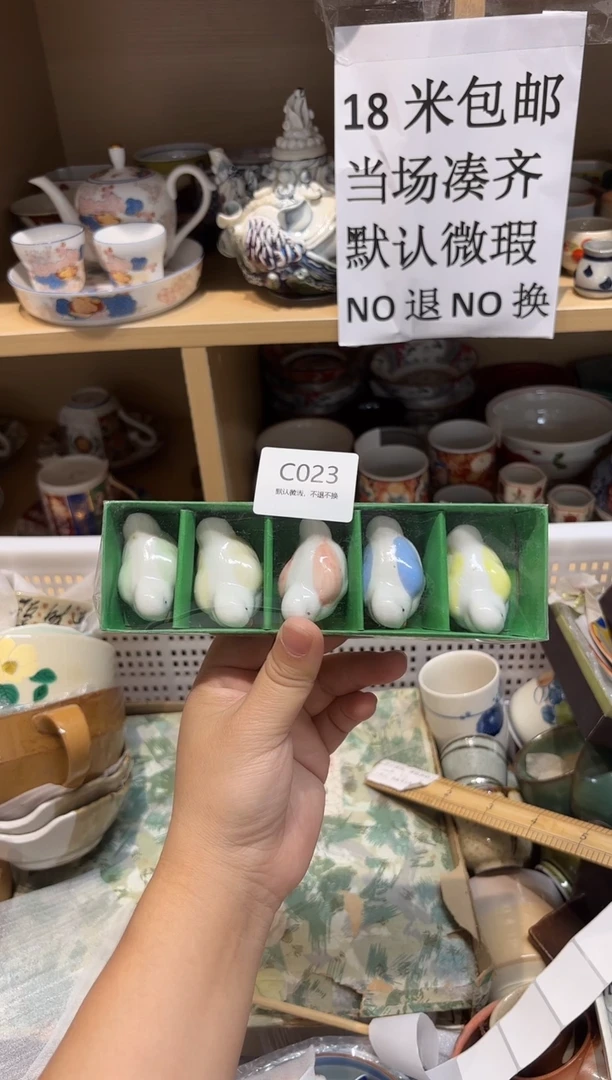 18 米包邮
当场凑齐
默认微瑕
NO 退 NO 换
C023
默认微浅，不退不换